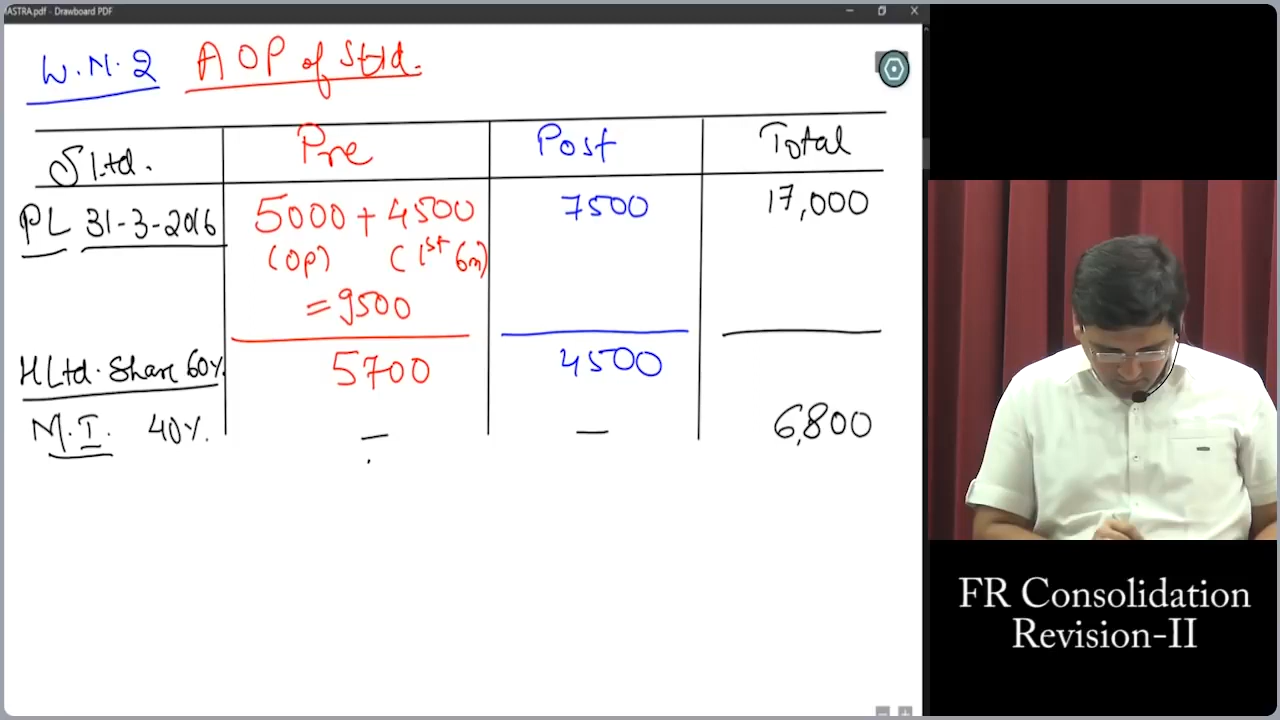 IASTRA.pdf - Drawboard PDF
W.N.2 AOP of S Ltd.
S Ltd. Pre Post Total
PL 31-3-2016 5000 + 4500 7500 17,000
(Op) (1st 6m)
= 9500
H Ltd. Share 60% 5700 4500
M.I. 40% — — 6,800
FR Consolidation
Revision-II